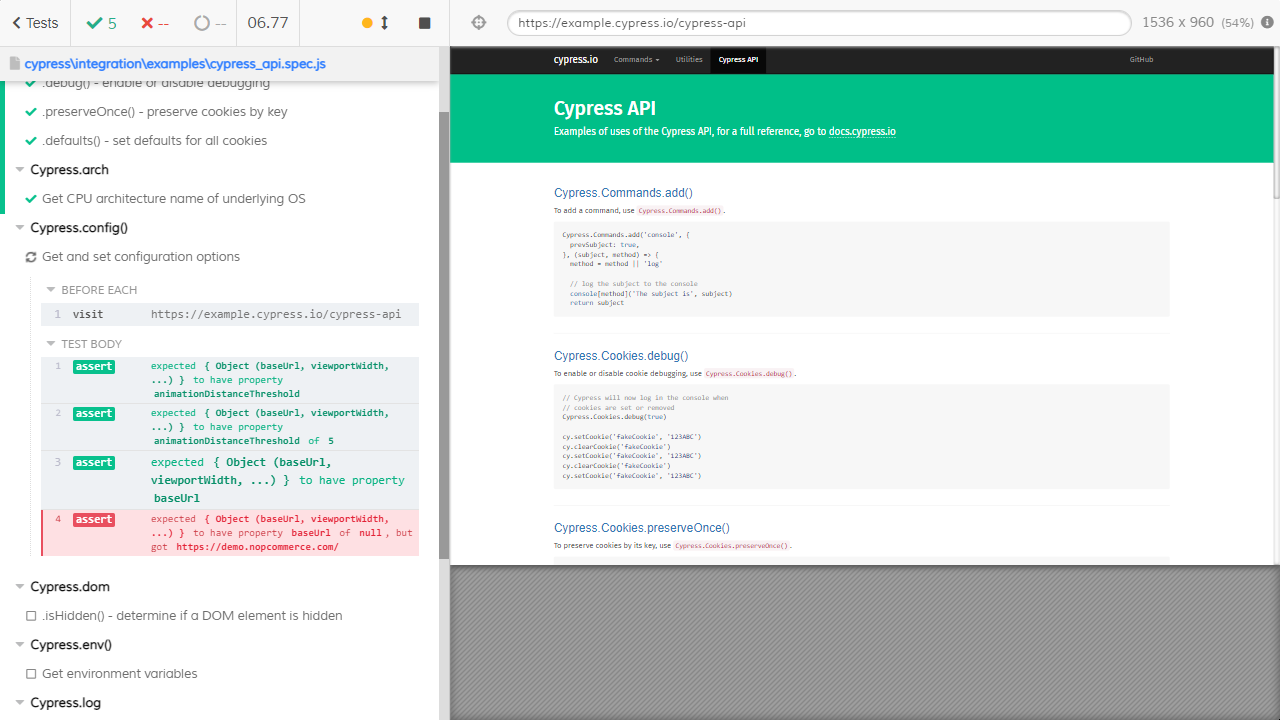 Tests
5
--
--
06.77
https://example.cypress.io/cypress-api
1536 x 960 (54%)
cypress\integration\examples\cypress_api.spec.js
.debug() - enable or disable debugging
.preserveOnce() - preserve cookies by key
.defaults() - set defaults for all cookies
Cypress.arch
Get CPU architecture name of underlying OS
Cypress.config()
Get and set configuration options
BEFORE EACH
1 visit https://example.cypress.io/cypress-api
TEST BODY
1 assert expected { Object (baseUrl, viewportWidth,
...) } to have property
animationDistanceThreshold
2 assert expected { Object (baseUrl, viewportWidth,
...) } to have property
animationDistanceThreshold of 5
3 assert expected { Object (baseUrl,
viewportWidth, ...) } to have property
baseUrl
4 assert expected { Object (baseUrl, viewportWidth,
...) } to have property baseUrl of null, but
got https://demo.nopcommerce.com/
Cypress.dom
.isHidden() - determine if a DOM element is hidden
Cypress.env()
Get environment variables
Cypress.log
cypress.io Commands Utilities Cypress API GitHub
Cypress API
Examples of uses of the Cypress API, for a full reference, go to docs.cypress.io
Cypress.Commands.add()
To add a command, use Cypress.Commands.add().
Cypress.Commands.add('console', {
prevSubject: true,
}, (subject, method) => {
method = method || 'log'
// log the subject to the console
console[method]('The subject is', subject)
return subject
Cypress.Cookies.debug()
To enable or disable cookie debugging, use Cypress.Cookies.debug().
// Cypress will now log in the console when
// cookies are set or removed
Cypress.Cookies.debug(true)
cy.setCookie('fakeCookie', '123ABC')
cy.clearCookie('fakeCookie')
cy.setCookie('fakeCookie', '123ABC')
cy.clearCookie('fakeCookie')
cy.setCookie('fakeCookie', '123ABC')
Cypress.Cookies.preserveOnce()
To preserve cookies by its key, use Cypress.Cookies.preserveOnce().